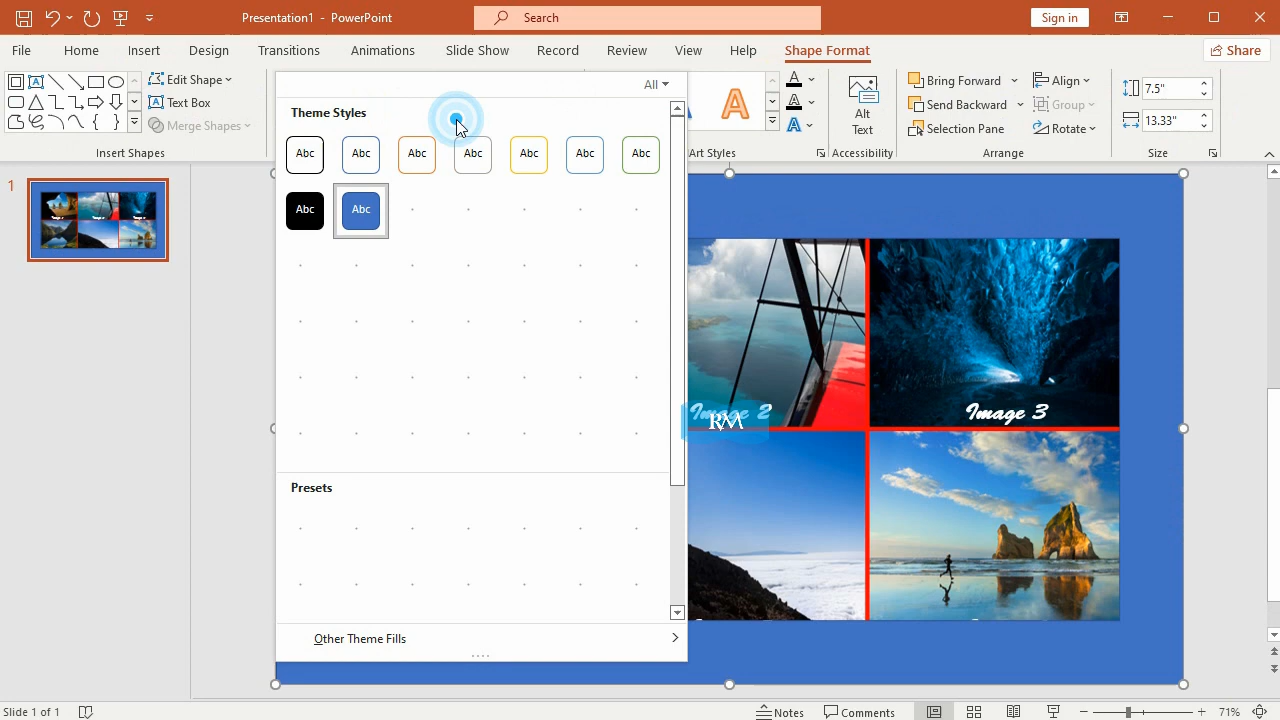 Presentation1 - PowerPoint
Search
Sign in
File Home Insert Design Transitions Animations Slide Show Record Review View Help Shape Format
Share
Edit Shape
Text Box
Merge Shapes
Insert Shapes
All
Theme Styles
Abc Abc Abc Abc Abc Abc Abc
Abc Abc
Presets
Other Theme Fills
A
A
A
A
Art Styles
Alt
Text
Accessibility
Bring Forward
Send Backward
Selection Pane
Align
Group
Rotate
Arrange
7.5"
13.33"
Size
1
Image 2
RM
Image 3
Slide 1 of 1
Notes
Comments
71%